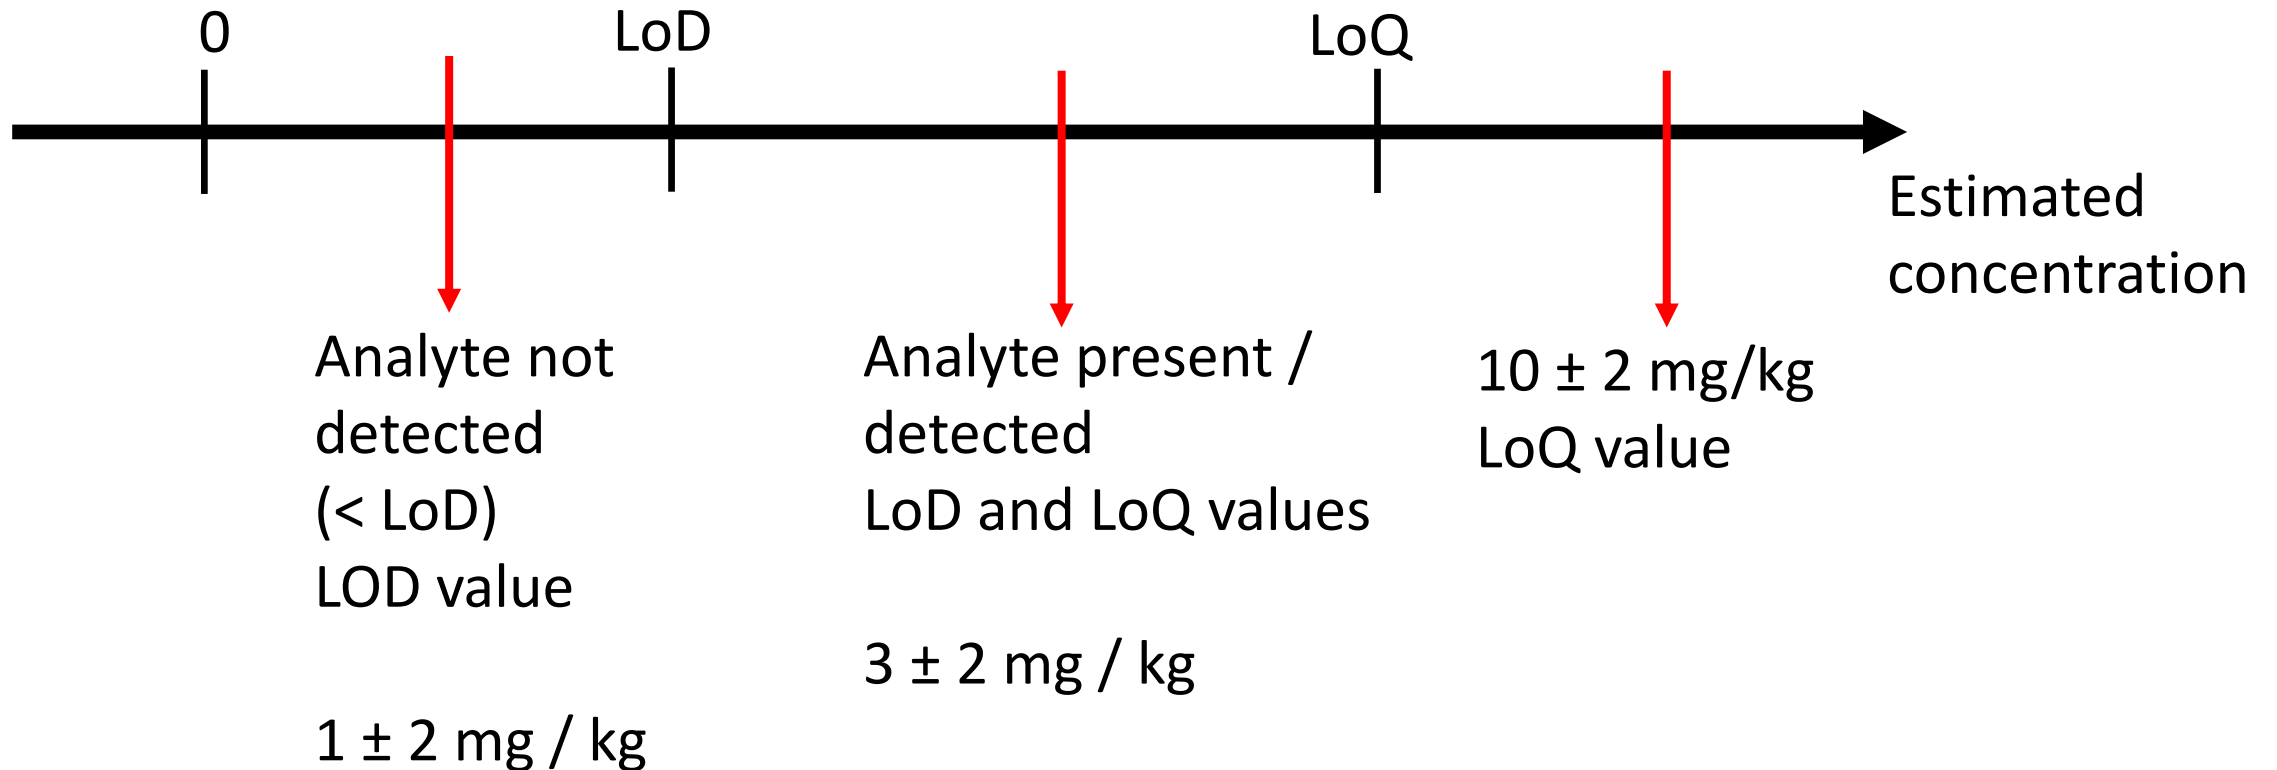 0
LoD
LoQ
Estimated
concentration
Analyte not
detected
(< LoD)
LOD value
1 ± 2 mg / kg
Analyte present /
detected
LoD and LoQ values
3 ± 2 mg / kg
10 ± 2 mg/kg
LoQ value